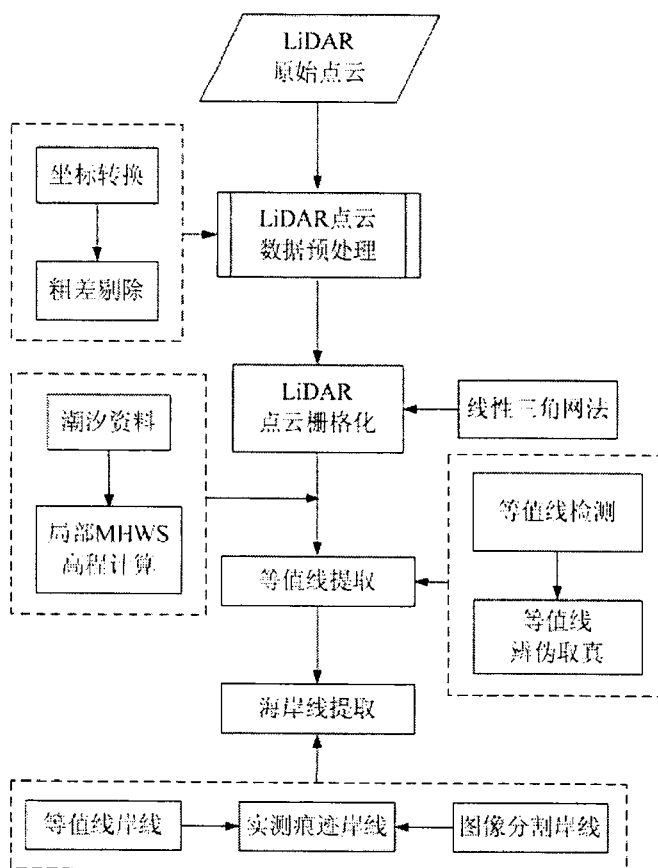 LiDAR
原始点云
坐标转换
粗差剔除
LiDAR点云
数据预处理
LiDAR
点云栅格化
线性三角网法
潮汐资料
局部MHWS
高程计算
等值线检测
等值线
辨伪取真
等值线提取
海岸线提取
等值线岸线
实测痕迹岸线
图像分割岸线